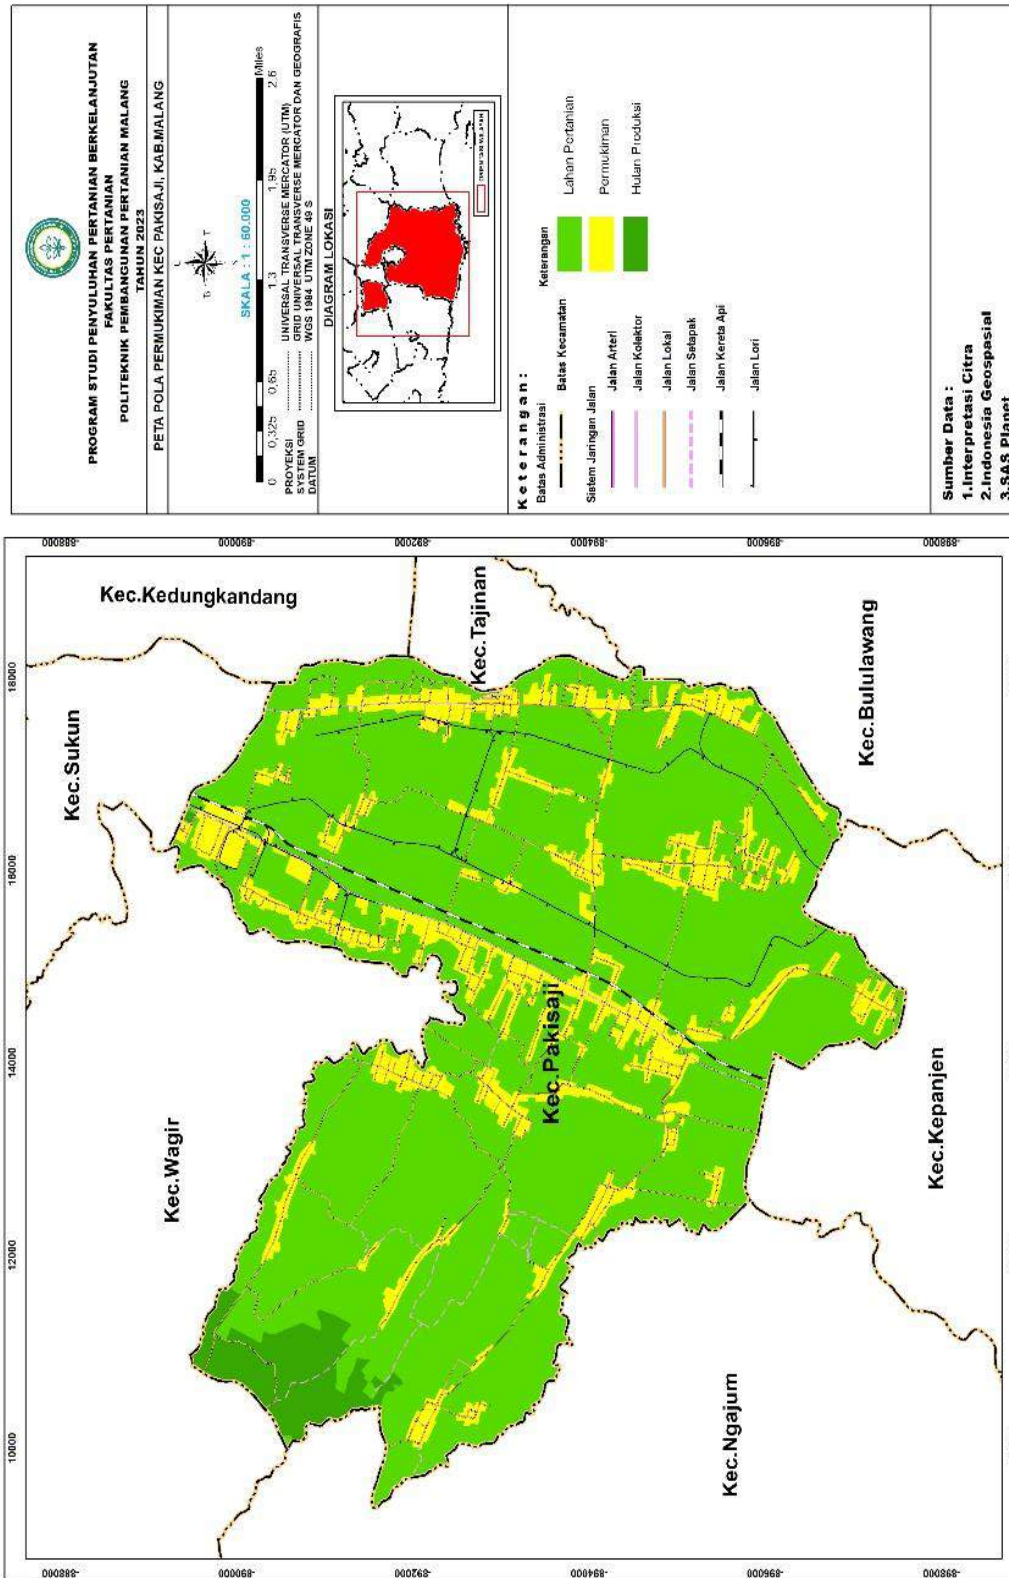 PROGRAM STUDI PENYULUHAN PERTANIAN BERKELANJUTAN
FAKULTAS PERTANIAN
POLITEKNIK PEMBANGUNAN PERTANIAN MALANG
TAHUN 2023
PETA POLA PERMUKIMAN KEC PAKISAJI, KAB.MALANG
SKALA : 1 : 60.000
0 0,325 0,65 1,3 1,95 2,6
Miles
PROYEKSI UNIVERSAL TRANSVERSE MERCATOR (UTM)
SYSTEM GRID GRID UNIVERSAL TRANSVERSE MERCATOR DAN GEOGRAFIS
DATUM WGS 1984 UTM ZONE 49 S
DIAGRAM LOKASI
Keterangan :
Batas Administrasi
Batas Kecamatan
Sistem Jaringan Jalan
Jalan Arteri
Jalan Kolektor
Jalan Lokal
Jalan Setapak
Jalan Kereta Api
Jalan Lori
Keterangan
Lahan Pertanian
Permukiman
Hutan Produksi
Sumber Data :
1.Interpretasi Citra
2.Indonesia Geospasial
3.SAS Planet
10000 12000 14000 16000 18000
-888000 -890000 -892000 -894000 -896000 -898000
-888000 -890000 -892000 -894000 -896000 -898000
Kec.Sukun
Kec.Kedungkandang
Kec.Tajinan
Kec.Wagir
Kec.Pakisaji
Kec.Bululawang
Kec.Ngajum
Kec.Kepanjen